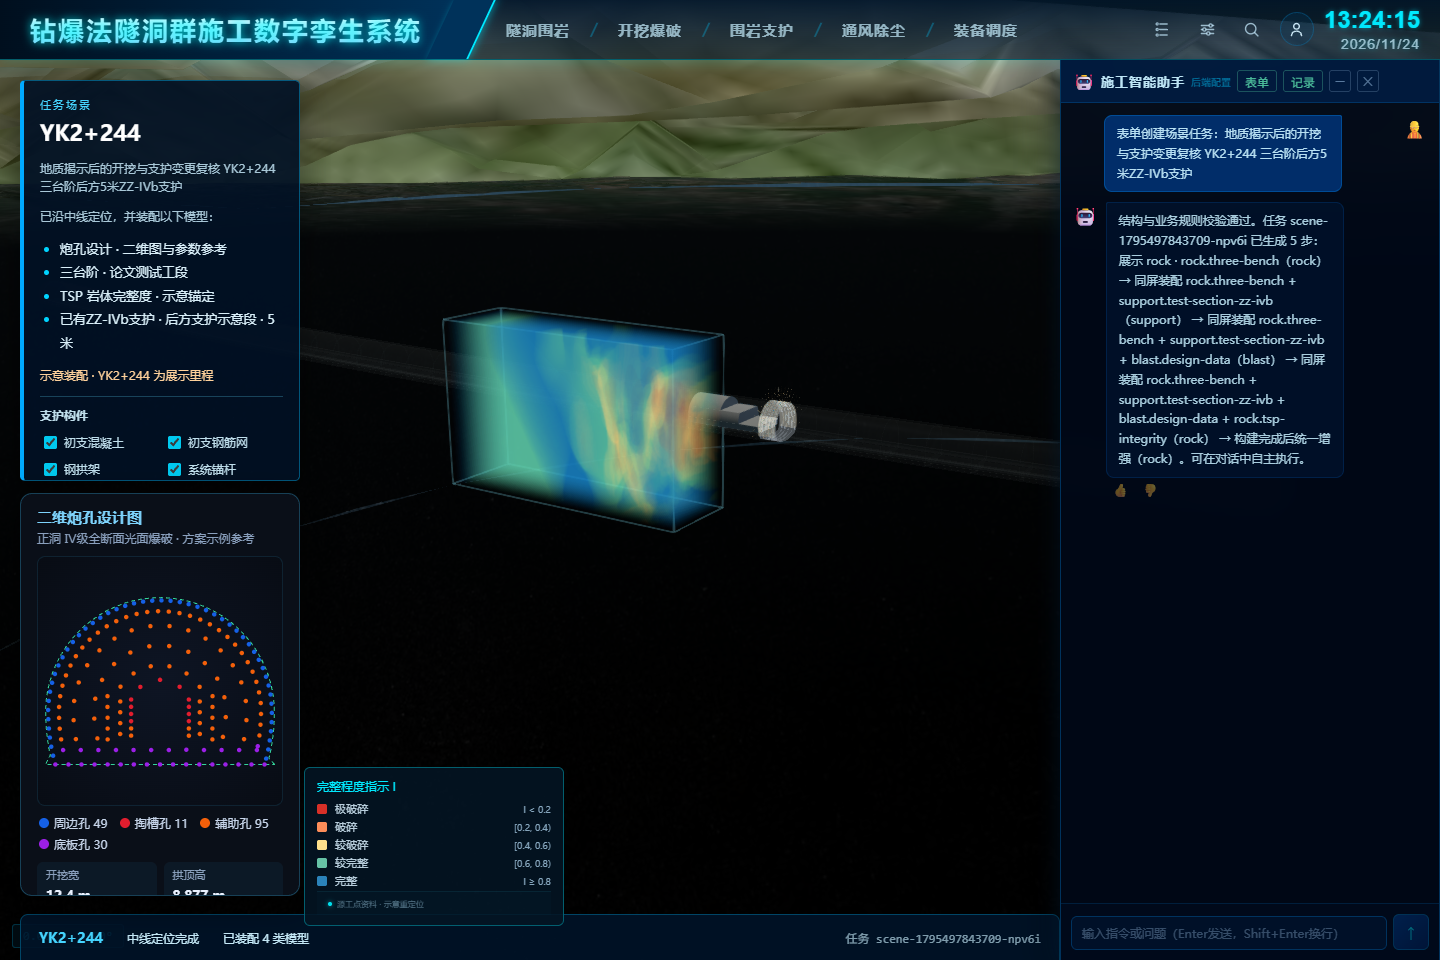 钻爆法隧洞群施工数字孪生系统
隧洞围岩 / 开挖爆破 / 围岩支护 / 通风除尘 / 装备调度
13:24:15
2026/11/24
任务场景
YK2+244
地质揭示后的开挖与支护变更复核 YK2+244
三台阶后方5米ZZ-IVb支护
已沿中线定位，并装配以下模型：
炮孔设计 · 二维图与参数参考
三台阶 · 论文测试工段
TSP 岩体完整度 · 示意锚定
已有ZZ-IVb支护 · 后方支护示意段 · 5
米
示意装配 · YK2+244 为展示里程
支护构件
初支混凝土 初支钢筋网
钢拱架 系统锚杆
二维炮孔设计图
正洞 IV级全断面光面爆破 · 方案示例参考
周边孔 49 掏槽孔 11 辅助孔 95
底板孔 30
开挖宽 拱顶高
12.4 m 8.877 m
完整程度指示 I
极破碎 I < 0.2
破碎 [0.2, 0.4)
较破碎 [0.4, 0.6)
较完整 [0.6, 0.8)
完整 I ≥ 0.8
源工点资料 · 示意重定位
YK2+244 中线定位完成 已装配 4 类模型
任务 scene-1795497843709-npv6i
施工智能助手 后端配置 表单 记录
表单创建场景任务：地质揭示后的开挖
与支护变更复核 YK2+244 三台阶后方5
米ZZ-IVb支护
结构与业务规则校验通过。任务 scene-
1795497843709-npv6i 已生成 5 步：
展示 rock · rock.three-bench（rock）
→ 同屏装配 rock.three-bench +
support.test-section-zz-ivb
（support） → 同屏装配 rock.three-
bench + support.test-section-zz-ivb
+ blast.design-data（blast） → 同屏
装配 rock.three-bench +
support.test-section-zz-ivb +
blast.design-data + rock.tsp-
integrity（rock） → 构建完成后统一增
强（rock）。可在对话中自主执行。
输入指令或问题（Enter发送，Shift+Enter换行）